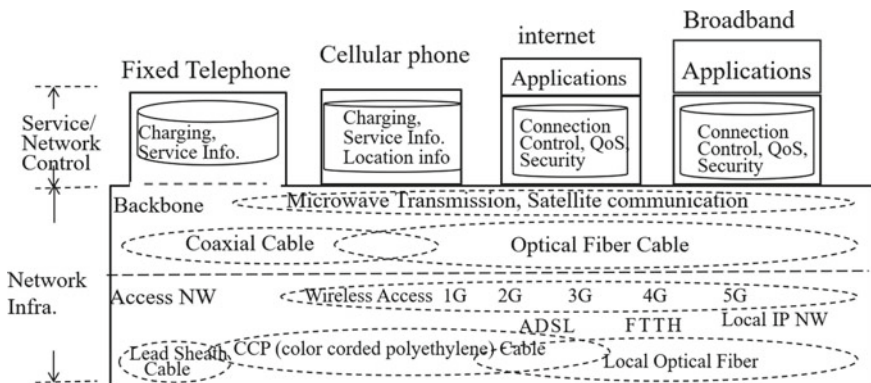 Fixed Telephone
Cellular phone
internet
Broadband
Applications
Applications
Service/
Network
Control
Charging,
Service Info.
Charging,
Service Info.
Location info
Connection
Control, QoS,
Security
Connection
Control, QoS,
Security
Backbone
Microwave Transmission, Satellite communication
Coaxial Cable
Optical Fiber Cable
Network
Infra.
Access NW
Wireless Access 1G 2G 3G 4G 5G
ADSL FTTH Local IP NW
Lead Sheath
Cable
CCP (color corded polyethylene) Cable
Local Optical Fiber